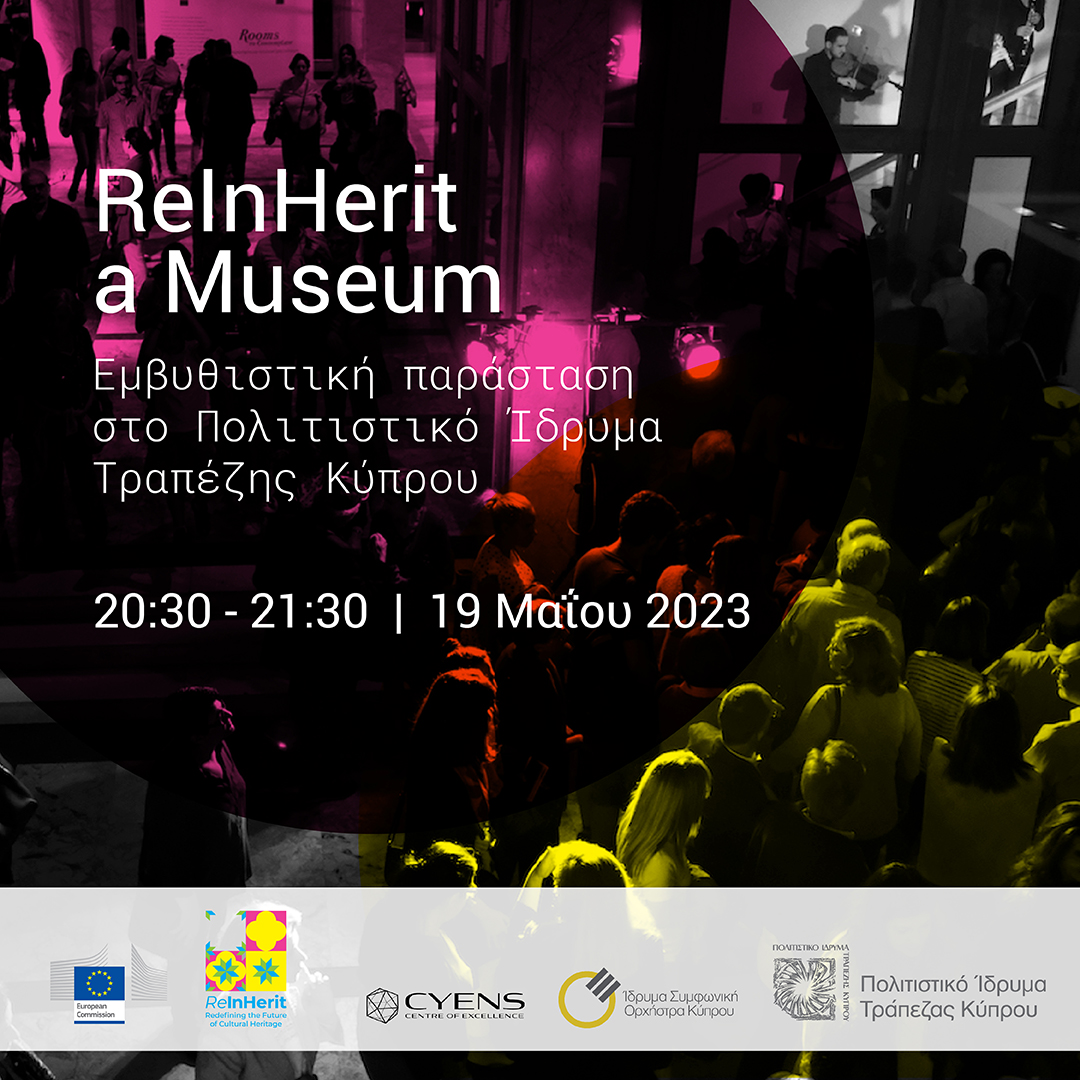 Rooms
ReInHerit
a Museum
Εμβυθιστική παράσταση
στο Πολιτιστικό Ίδρυμα
Τραπέζης Κύπρου
20:30 - 21:30 | 19 Μαΐου 2023
European
Commission
ReInHerit
Redefining the Future
of Cultural Heritage
CYENS
CENTRE OF EXCELLENCE
Ίδρυμα Συμφωνική
Ορχήστρα Κύπρου
ΠΟΛΙΤΙΣΤΙΚΟ ΙΔΡΥΜΑ
ΤΡΑΠΕΖΗΣ ΚΥΠΡΟΥ
Πολιτιστικό Ίδρυμα
Τράπεζας Κύπρου